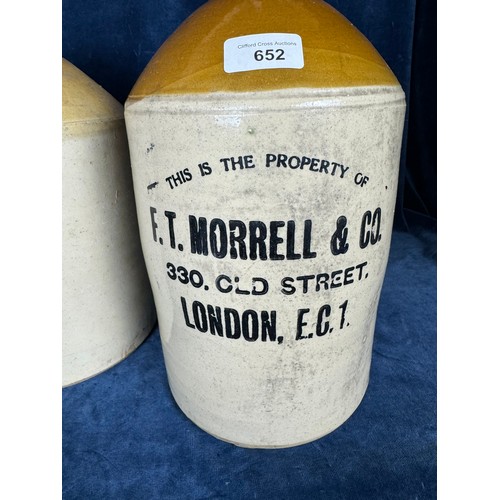 Clifford Cross Auctions
652
THIS IS THE PROPERTY OF
F.T. MORRELL & CO.
330. OLD STREET.
LONDON, E.C.1.